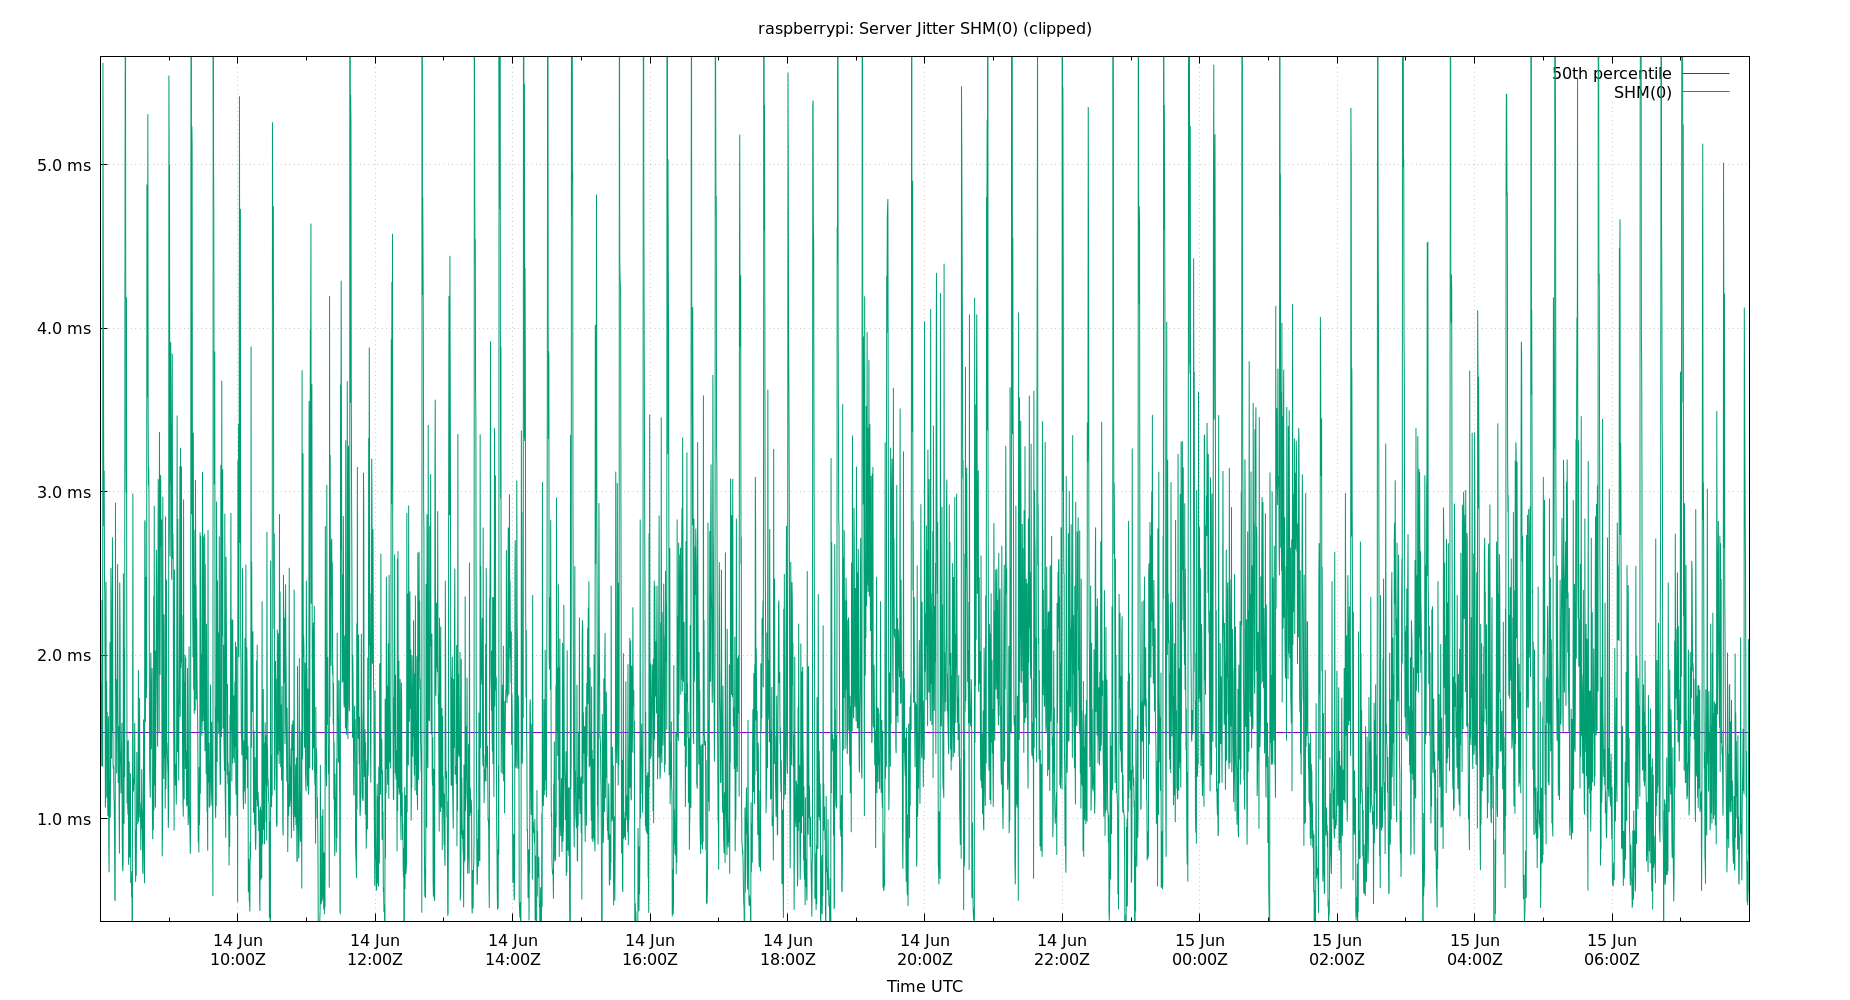 raspberrypi: Server Jitter SHM(0) (clipped)
50th percentile
SHM(0)
5.0 ms
4.0 ms
3.0 ms
2.0 ms
1.0 ms
14 Jun 14 Jun 14 Jun 14 Jun 14 Jun 14 Jun 14 Jun 15 Jun 15 Jun 15 Jun 15 Jun
10:00Z 12:00Z 14:00Z 16:00Z 18:00Z 20:00Z 22:00Z 00:00Z 02:00Z 04:00Z 06:00Z
Time UTC